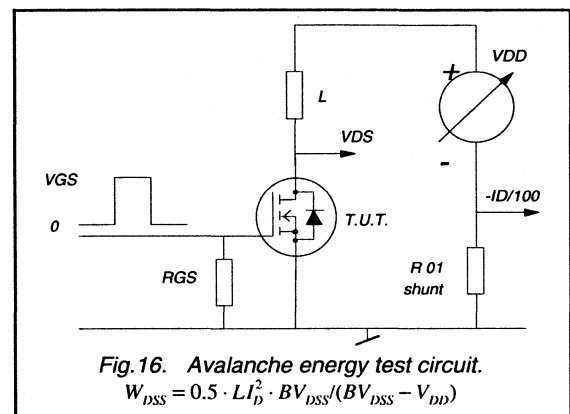 +
VDD
L
VDS
-
VGS
-ID/100
0
T.U.T.
RGS
R 01
shunt
Fig.16. Avalanche energy test circuit.
W_DSS = 0.5 · LI_D^2 · BV_DSS/(BV_DSS − V_DD)